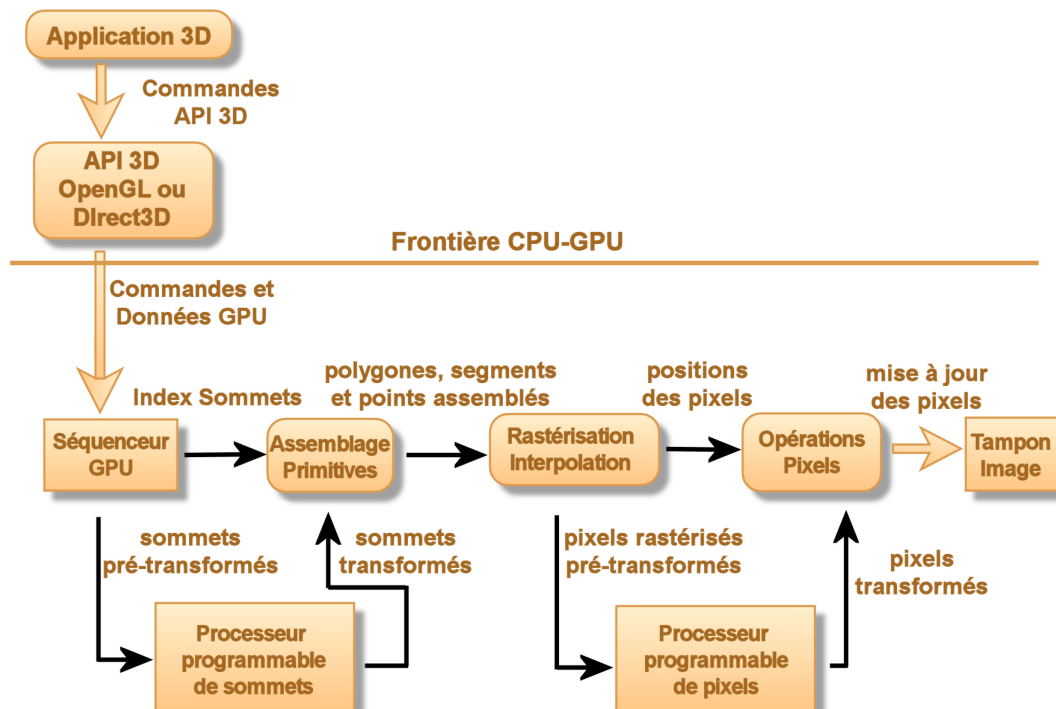 Application 3D
Commandes
API 3D
API 3D
OpenGL ou
DIrect3D
Frontière CPU-GPU
Commandes et
Données GPU
Index Sommets
polygones, segments
et points assemblés
positions
des pixels
mise à jour
des pixels
Séquenceur
GPU
Assemblage
Primitives
Rastérisation
Interpolation
Opérations
Pixels
Tampon
Image
sommets
pré-transformés
sommets
transformés
pixels rastérisés
pré-transformés
pixels
transformés
Processeur
programmable
de sommets
Processeur
programmable
de pixels